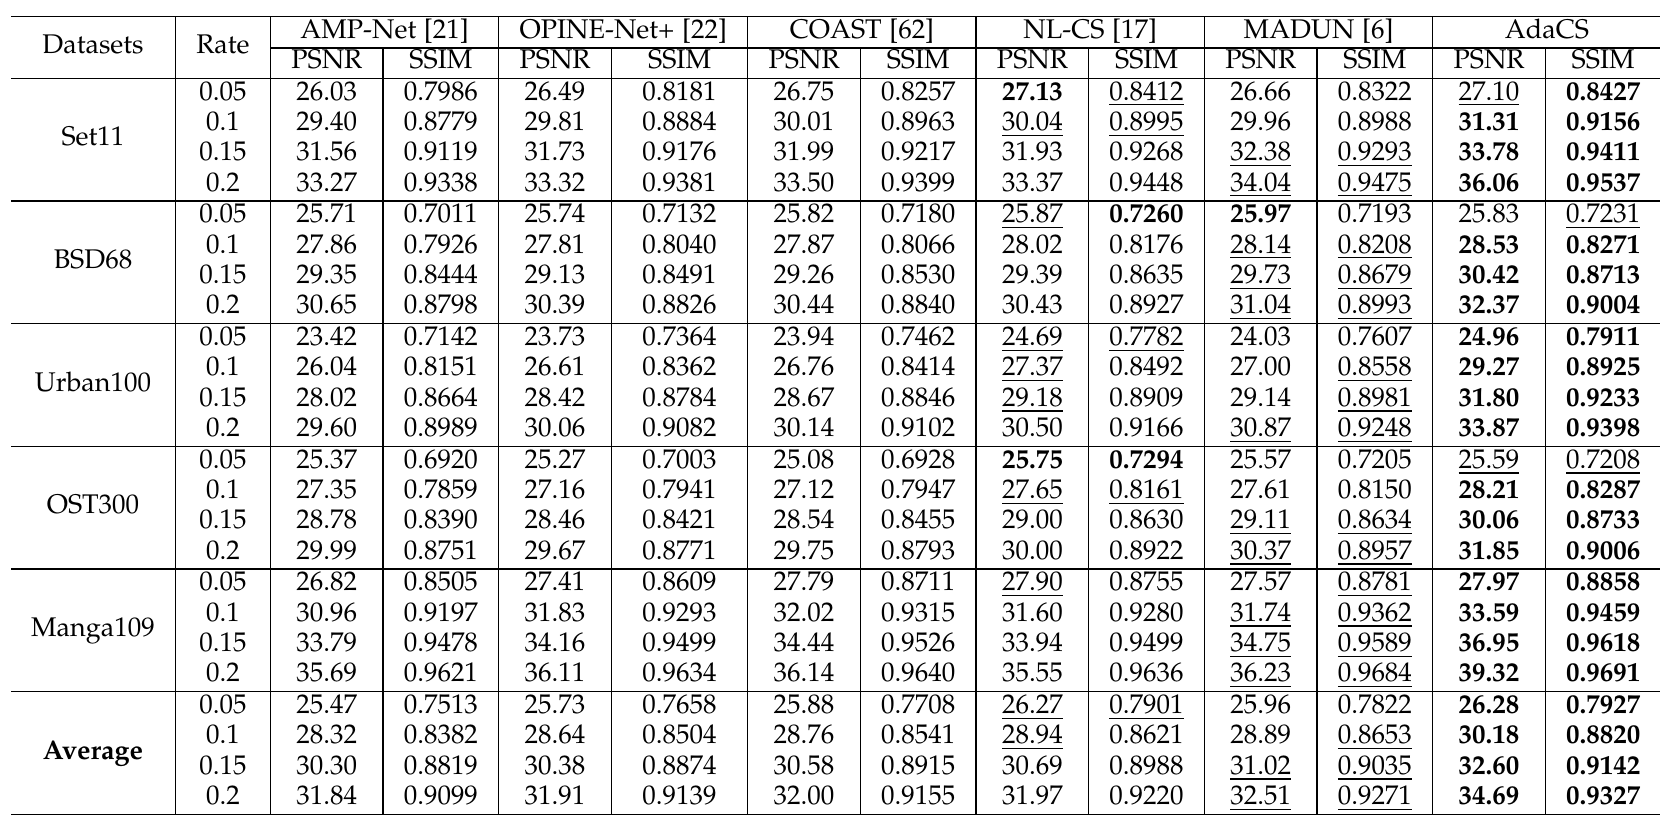 Datasets Rate AMP-Net [21] OPINE-Net+ [22] COAST [62] NL-CS [17] MADUN [6] AdaCS
PSNR SSIM PSNR SSIM PSNR SSIM PSNR SSIM PSNR SSIM PSNR SSIM
Set11 0.05 26.03 0.7986 26.49 0.8181 26.75 0.8257 27.13 0.8412 26.66 0.8322 27.10 0.8427
0.1 29.40 0.8779 29.81 0.8884 30.01 0.8963 30.04 0.8995 29.96 0.8988 31.31 0.9156
0.15 31.56 0.9119 31.73 0.9176 31.99 0.9217 31.93 0.9268 32.38 0.9293 33.78 0.9411
0.2 33.27 0.9338 33.32 0.9381 33.50 0.9399 33.37 0.9448 34.04 0.9475 36.06 0.9537
BSD68 0.05 25.71 0.7011 25.74 0.7132 25.82 0.7180 25.87 0.7260 25.97 0.7193 25.83 0.7231
0.1 27.86 0.7926 27.81 0.8040 27.87 0.8066 28.02 0.8176 28.14 0.8208 28.53 0.8271
0.15 29.35 0.8444 29.13 0.8491 29.26 0.8530 29.39 0.8635 29.73 0.8679 30.42 0.8713
0.2 30.65 0.8798 30.39 0.8826 30.44 0.8840 30.43 0.8927 31.04 0.8993 32.37 0.9004
Urban100 0.05 23.42 0.7142 23.73 0.7364 23.94 0.7462 24.69 0.7782 24.03 0.7607 24.96 0.7911
0.1 26.04 0.8151 26.61 0.8362 26.76 0.8414 27.37 0.8492 27.00 0.8558 29.27 0.8925
0.15 28.02 0.8664 28.42 0.8784 28.67 0.8846 29.18 0.8909 29.14 0.8981 31.80 0.9233
0.2 29.60 0.8989 30.06 0.9082 30.14 0.9102 30.50 0.9166 30.87 0.9248 33.87 0.9398
OST300 0.05 25.37 0.6920 25.27 0.7003 25.08 0.6928 25.75 0.7294 25.57 0.7205 25.59 0.7208
0.1 27.35 0.7859 27.16 0.7941 27.12 0.7947 27.65 0.8161 27.61 0.8150 28.21 0.8287
0.15 28.78 0.8390 28.46 0.8421 28.54 0.8455 29.00 0.8630 29.11 0.8634 30.06 0.8733
0.2 29.99 0.8751 29.67 0.8771 29.75 0.8793 30.00 0.8922 30.37 0.8957 31.85 0.9006
Manga109 0.05 26.82 0.8505 27.41 0.8609 27.79 0.8711 27.90 0.8755 27.57 0.8781 27.97 0.8858
0.1 30.96 0.9197 31.83 0.9293 32.02 0.9315 31.60 0.9280 31.74 0.9362 33.59 0.9459
0.15 33.79 0.9478 34.16 0.9499 34.44 0.9526 33.94 0.9499 34.75 0.9589 36.95 0.9618
0.2 35.69 0.9621 36.11 0.9634 36.14 0.9640 35.55 0.9636 36.23 0.9684 39.32 0.9691
Average 0.05 25.47 0.7513 25.73 0.7658 25.88 0.7708 26.27 0.7901 25.96 0.7822 26.28 0.7927
0.1 28.32 0.8382 28.64 0.8504 28.76 0.8541 28.94 0.8621 28.89 0.8653 30.18 0.8820
0.15 30.30 0.8819 30.38 0.8874 30.58 0.8915 30.69 0.8988 31.02 0.9035 32.60 0.9142
0.2 31.84 0.9099 31.91 0.9139 32.00 0.9155 31.97 0.9220 32.51 0.9271 34.69 0.9327